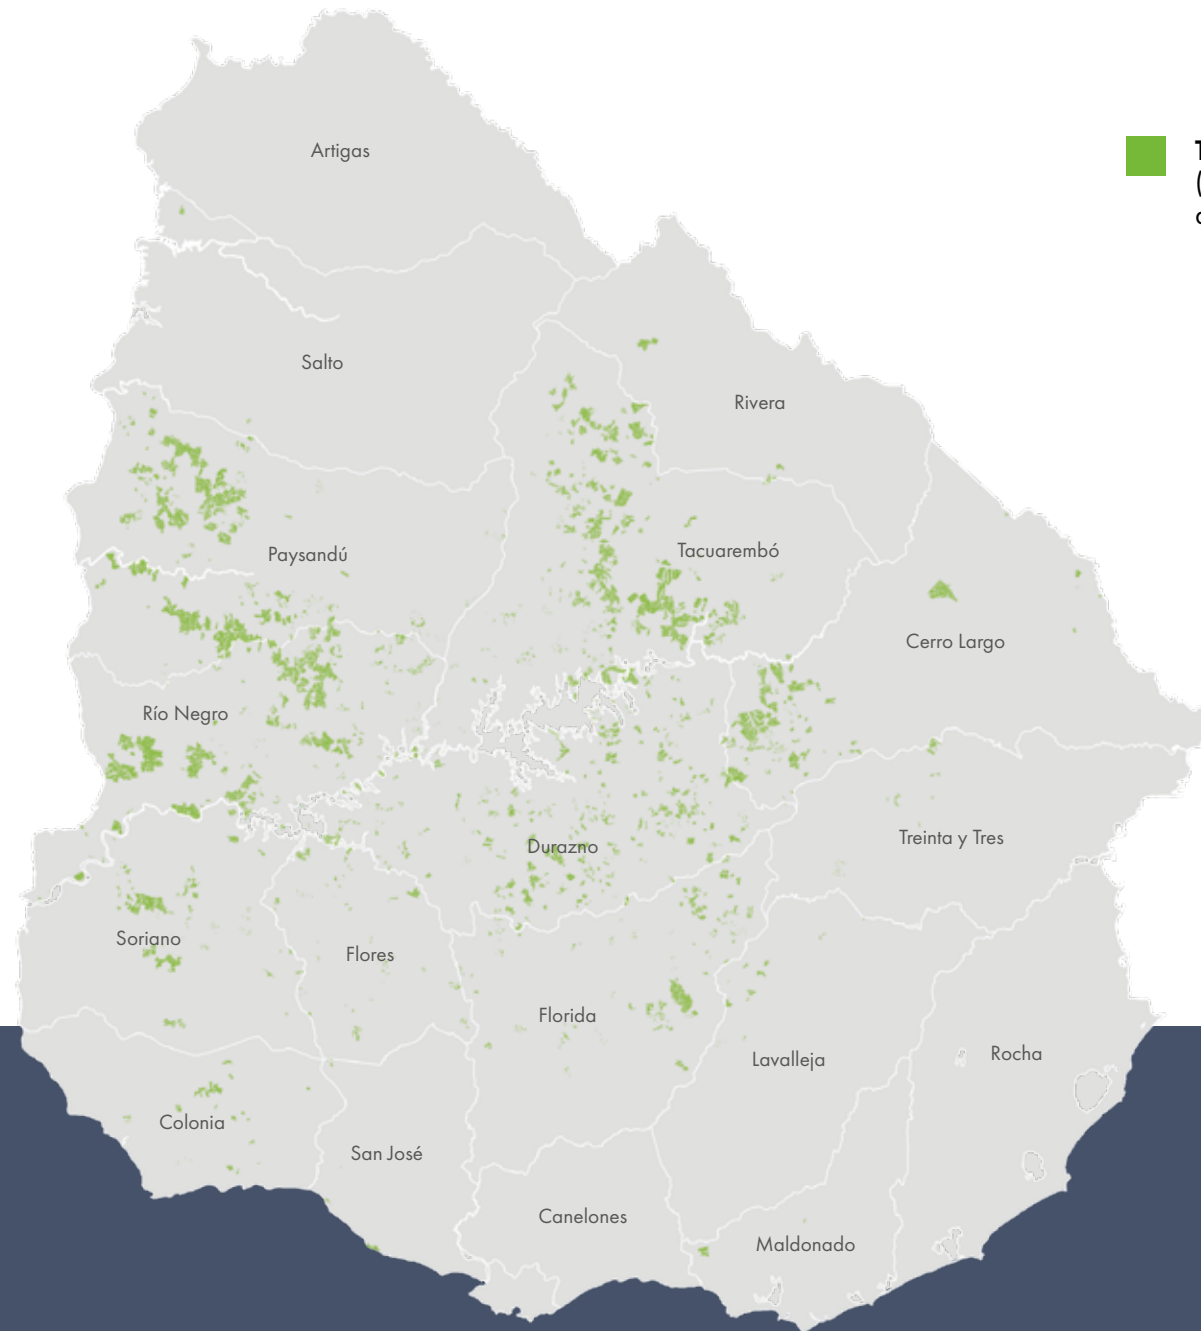 Artigas
Salto
Rivera
Paysandú
Tacuarembó
Cerro Largo
Río Negro
Durazno
Treinta y Tres
Soriano
Flores
Florida
Lavalleja
Rocha
Colonia
San José
Canelones
Maldonado